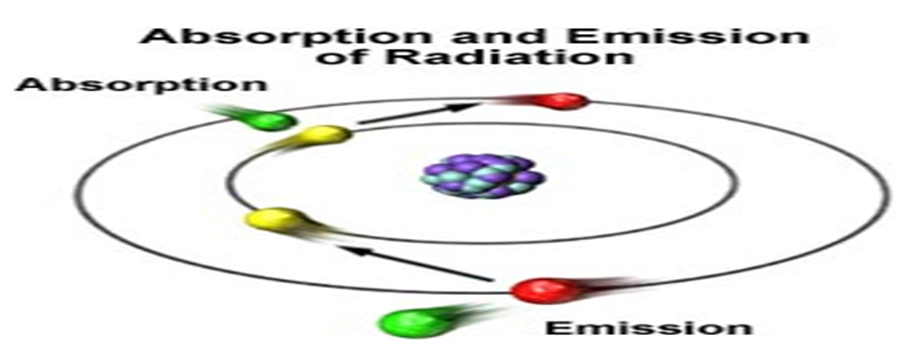 Absorption and Emission
of Radiation
Absorption
Emission